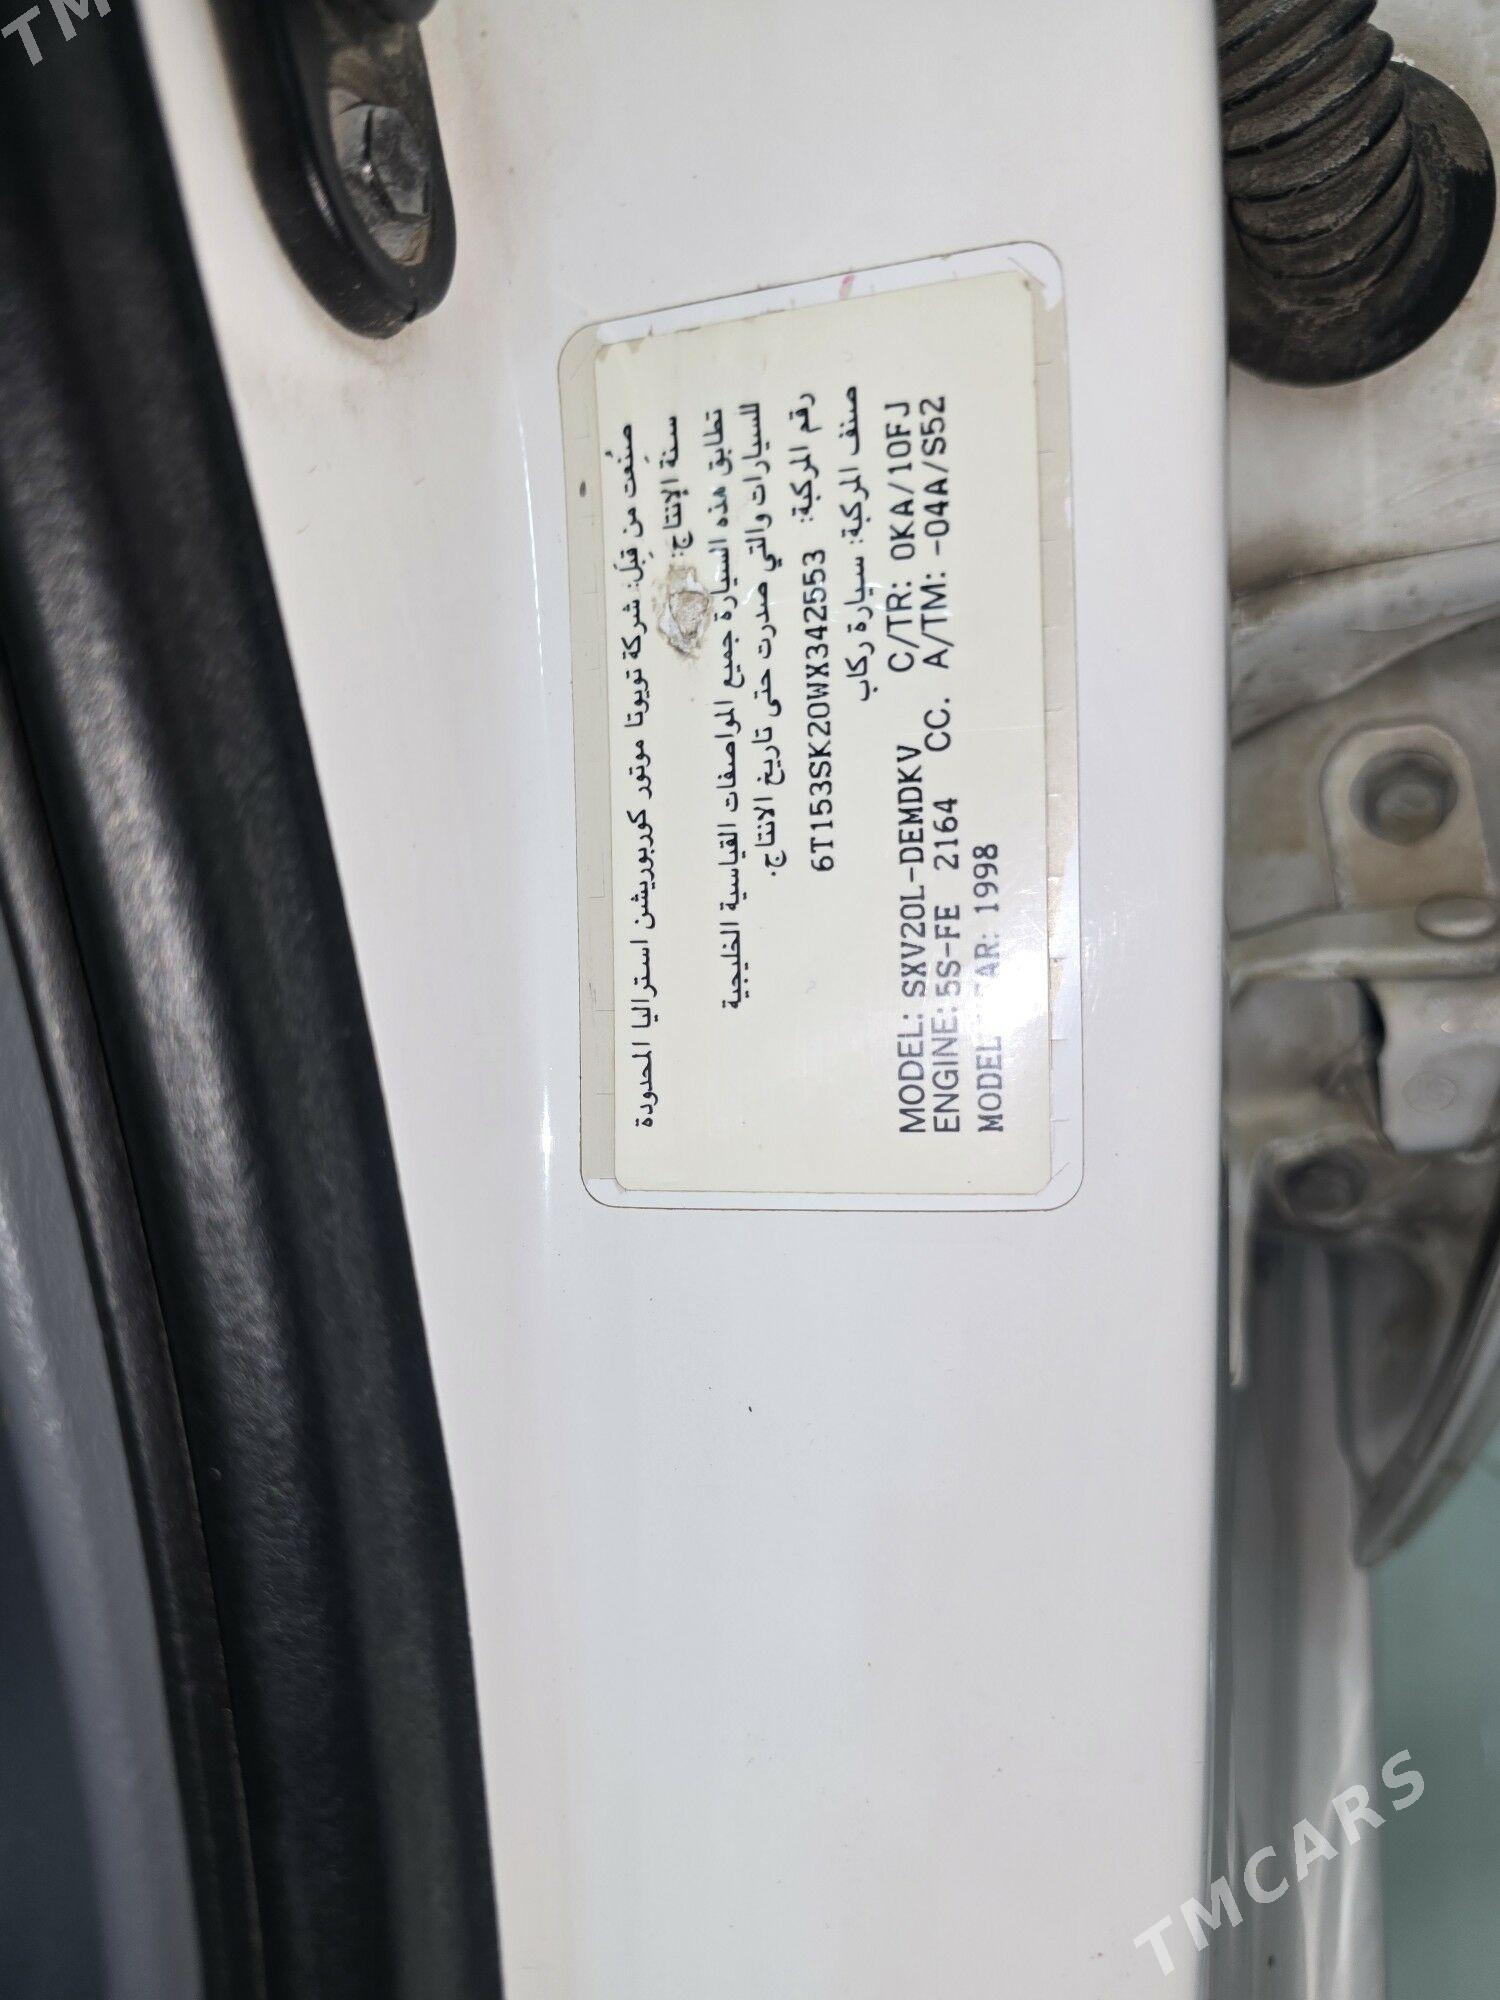 صُنعت من قِبَل: شركة تويوتا موتور كوربوريشن استراليا المحدودة
سنة الإنتاج:
تطابق هذه السيارة جميع المواصفات القياسية الخليجية
للسيارات والتي صدرت حتى تاريخ الانتاج.
رقم المركبة: 6T153SK20WX342553
صنف المركبة: سيارة ركاب
MODEL: SXV20L-DEMDKV C/TR: 0KA/10FJ
ENGINE: 5S-FE 2164 CC. A/TM: -04A/S52
MODEL 1998
TMCARS